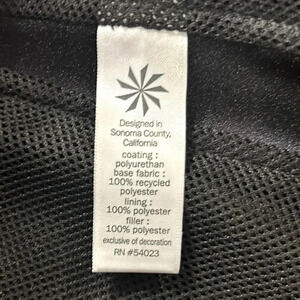 Designed in
Sonoma County,
California
coating :
polyurethan
base fabric :
100% recycled
polyester
lining :
100% polyester
filler :
100% polyester
exclusive of decoration
RN #54023